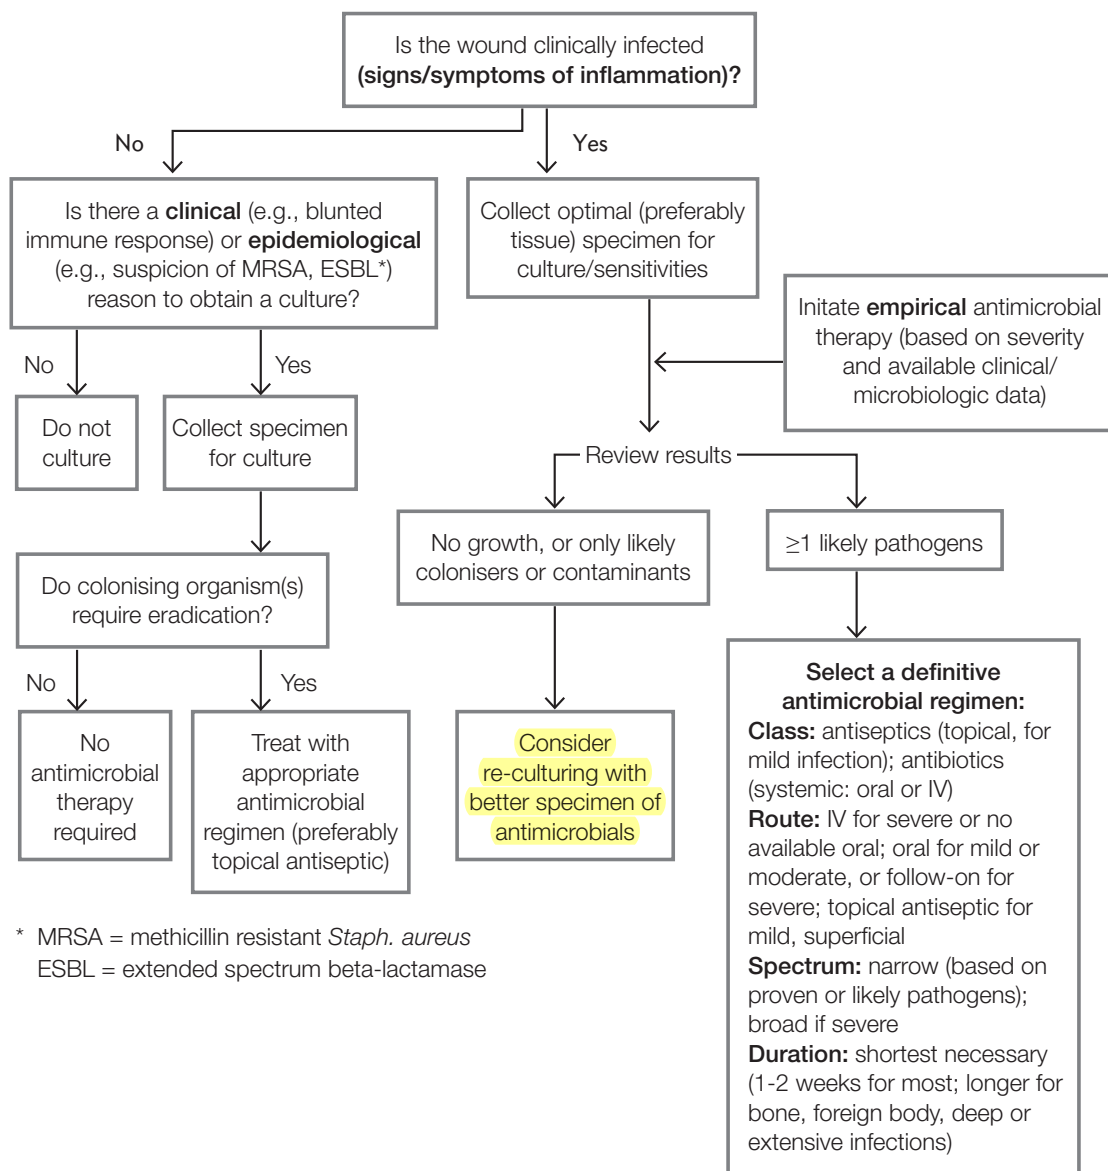 Is the wound clinically infected
(signs/symptoms of inflammation)?
No
Yes
Is there a clinical (e.g., blunted
immune response) or epidemiological
(e.g., suspicion of MRSA, ESBL*)
reason to obtain a culture?
Collect optimal (preferably
tissue) specimen for
culture/sensitivities
Initate empirical antimicrobial
therapy (based on severity
and available clinical/
microbiologic data)
No
Yes
Do not
culture
Collect specimen
for culture
Review results
No growth, or only likely
colonisers or contaminants
≥1 likely pathogens
Do colonising organism(s)
require eradication?
No
Yes
No
antimicrobial
therapy
required
Treat with
appropriate
antimicrobial
regimen (preferably
topical antiseptic)
Consider
re-culturing with
better specimen of
antimicrobials
Select a definitive
antimicrobial regimen:
Class: antiseptics (topical, for
mild infection); antibiotics
(systemic: oral or IV)
Route: IV for severe or no
available oral; oral for mild or
moderate, or follow-on for
severe; topical antiseptic for
mild, superficial
Spectrum: narrow (based on
proven or likely pathogens);
broad if severe
Duration: shortest necessary
(1-2 weeks for most; longer for
bone, foreign body, deep or
extensive infections)
* MRSA = methicillin resistant Staph. aureus
ESBL = extended spectrum beta-lactamase